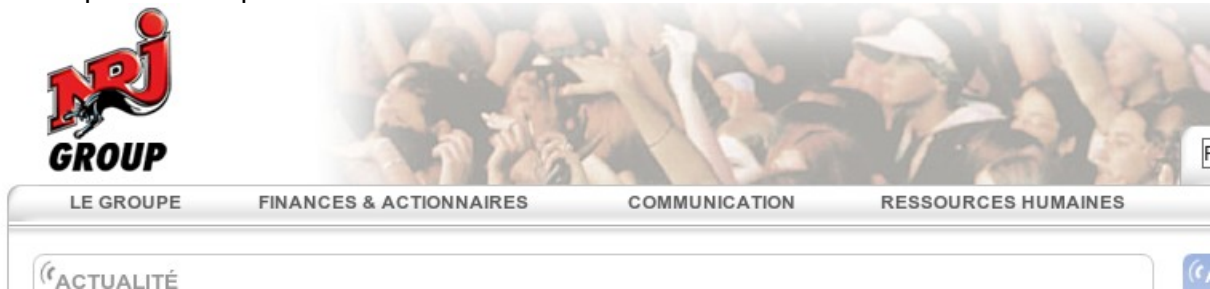 NRJ
GROUP
LE GROUPE FINANCES & ACTIONNAIRES COMMUNICATION RESSOURCES HUMAINES
ACTUALITÉ